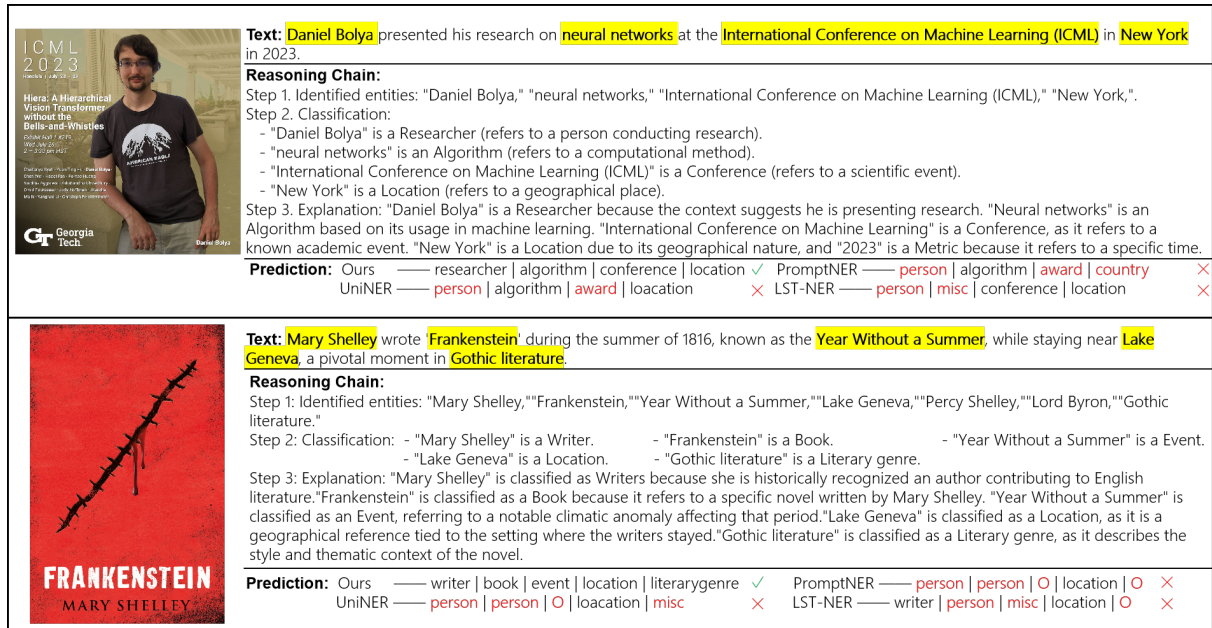 ICML
2023
Honolulu, July 23 - 29
Hiera: A Hierarchical
Vision Transformer
without the
Bells-and-Whistles
Exhibit Hall 1 #219
Wed July 26
2 — 3:30 pm HST
AMERICAN EAGLE
Georgia
Tech
Daniel Bolya
Text: Daniel Bolya presented his research on neural networks at the International Conference on Machine Learning (ICML) in New York
in 2023.
Reasoning Chain:
Step 1. Identified entities: "Daniel Bolya," "neural networks," "International Conference on Machine Learning (ICML)," "New York,".
Step 2. Classification:
- "Daniel Bolya" is a Researcher (refers to a person conducting research).
- "neural networks" is an Algorithm (refers to a computational method).
- "International Conference on Machine Learning (ICML)" is a Conference (refers to a scientific event).
- "New York" is a Location (refers to a geographical place).
Step 3. Explanation: "Daniel Bolya" is a Researcher because the context suggests he is presenting research. "Neural networks" is an
Algorithm based on its usage in machine learning. "International Conference on Machine Learning" is a Conference, as it refers to a
known academic event. "New York" is a Location due to its geographical nature, and "2023" is a Metric because it refers to a specific time.
Prediction: Ours —— researcher | algorithm | conference | location ✓ PromptNER —— person | algorithm | award | country ✕
UniNER —— person | algorithm | award | loacation ✕ LST-NER —— person | misc | conference | location ✕
FRANKENSTEIN
MARY SHELLEY
Text: Mary Shelley wrote 'Frankenstein' during the summer of 1816, known as the Year Without a Summer, while staying near Lake
Geneva, a pivotal moment in Gothic literature.
Reasoning Chain:
Step 1: Identified entities: "Mary Shelley,""Frankenstein,""Year Without a Summer,""Lake Geneva,""Percy Shelley,""Lord Byron,""Gothic
literature."
Step 2: Classification: - "Mary Shelley" is a Writer. - "Frankenstein" is a Book. - "Year Without a Summer" is a Event.
- "Lake Geneva" is a Location. - "Gothic literature" is a Literary genre.
Step 3: Explanation: "Mary Shelley" is classified as Writers because she is historically recognized an author contributing to English
literature."Frankenstein" is classified as a Book because it refers to a specific novel written by Mary Shelley. "Year Without a Summer" is
classified as an Event, referring to a notable climatic anomaly affecting that period."Lake Geneva" is classified as a Location, as it is a
geographical reference tied to the setting where the writers stayed."Gothic literature" is classified as a Literary genre, as it describes the
style and thematic context of the novel.
Prediction: Ours —— writer | book | event | location | literarygenre ✓ PromptNER —— person | person | O | location | O ✕
UniNER —— person | person | O | loacation | misc ✕ LST-NER —— writer | person | misc | location | O ✕